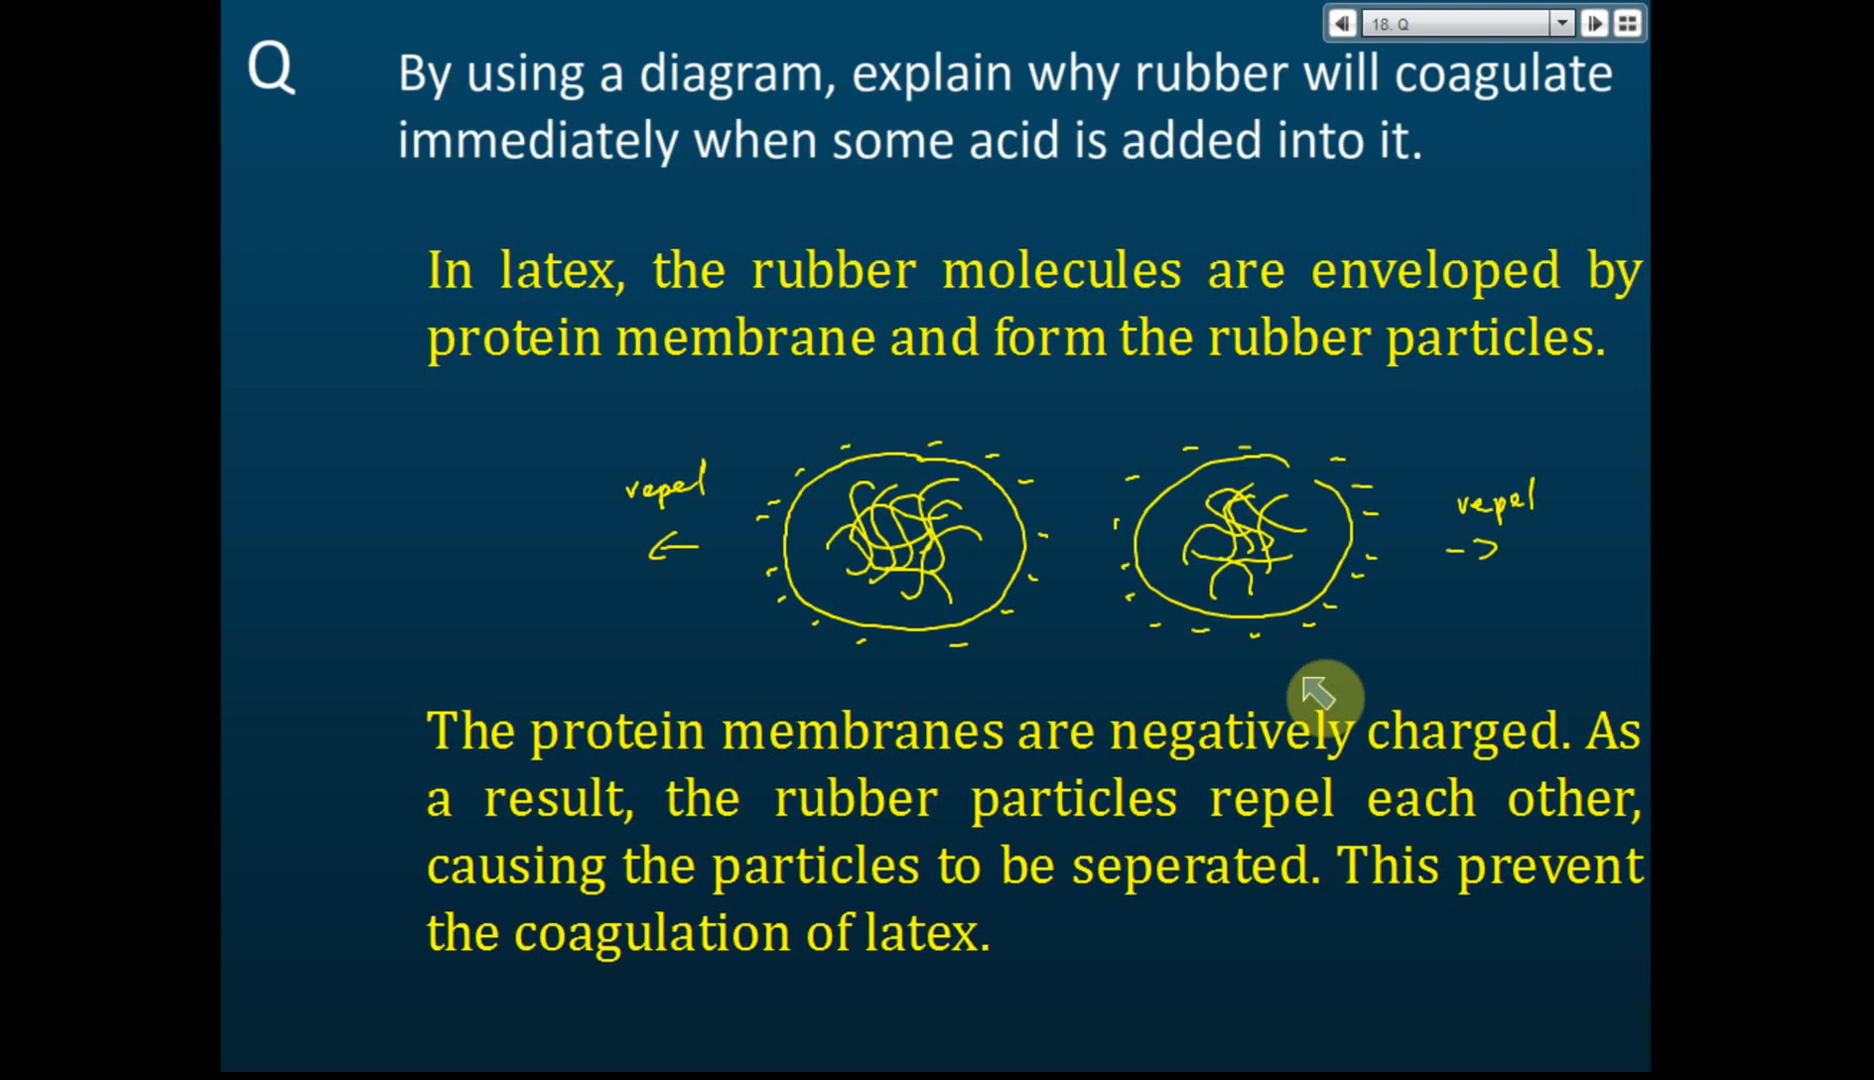 18. Q
Q
By using a diagram, explain why rubber will coagulate
immediately when some acid is added into it.
In latex, the rubber molecules are enveloped by
protein membrane and form the rubber particles.
repel
repel
The protein membranes are negatively charged. As
a result, the rubber particles repel each other,
causing the particles to be seperated. This prevent
the coagulation of latex.